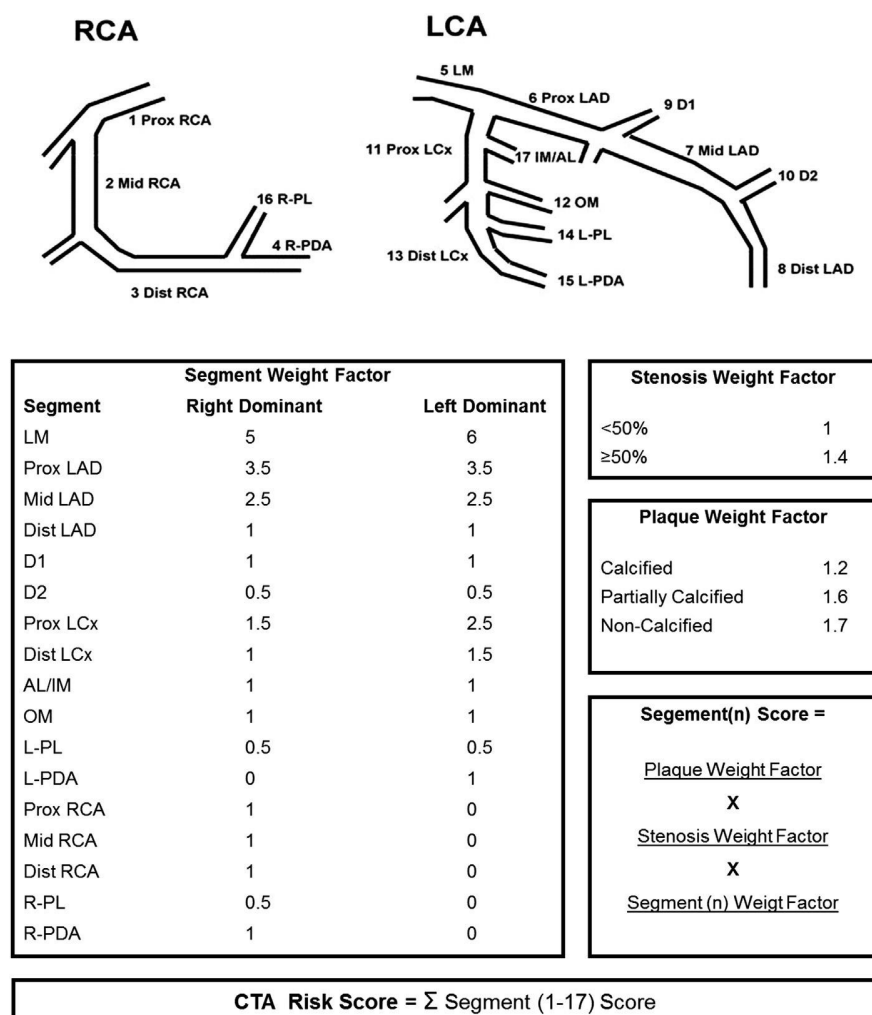 RCA
LCA
1 Prox RCA
2 Mid RCA
16 R-PL
4 R-PDA
3 Dist RCA
5 LM
6 Prox LAD
9 D1
11 Prox LCx
17 IM/AL
7 Mid LAD
10 D2
12 OM
14 L-PL
13 Dist LCx
15 L-PDA
8 Dist LAD
Segment Weight Factor
Segment Right Dominant Left Dominant
LM 5 6
Prox LAD 3.5 3.5
Mid LAD 2.5 2.5
Dist LAD 1 1
D1 1 1
D2 0.5 0.5
Prox LCx 1.5 2.5
Dist LCx 1 1.5
AL/IM 1 1
OM 1 1
L-PL 0.5 0.5
L-PDA 0 1
Prox RCA 1 0
Mid RCA 1 0
Dist RCA 1 0
R-PL 0.5 0
R-PDA 1 0
Stenosis Weight Factor
<50% 1
≥50% 1.4
Plaque Weight Factor
Calcified 1.2
Partially Calcified 1.6
Non-Calcified 1.7
Segement(n) Score =
Plaque Weight Factor
X
Stenosis Weight Factor
X
Segment (n) Weigt Factor
CTA Risk Score = Σ Segment (1-17) Score